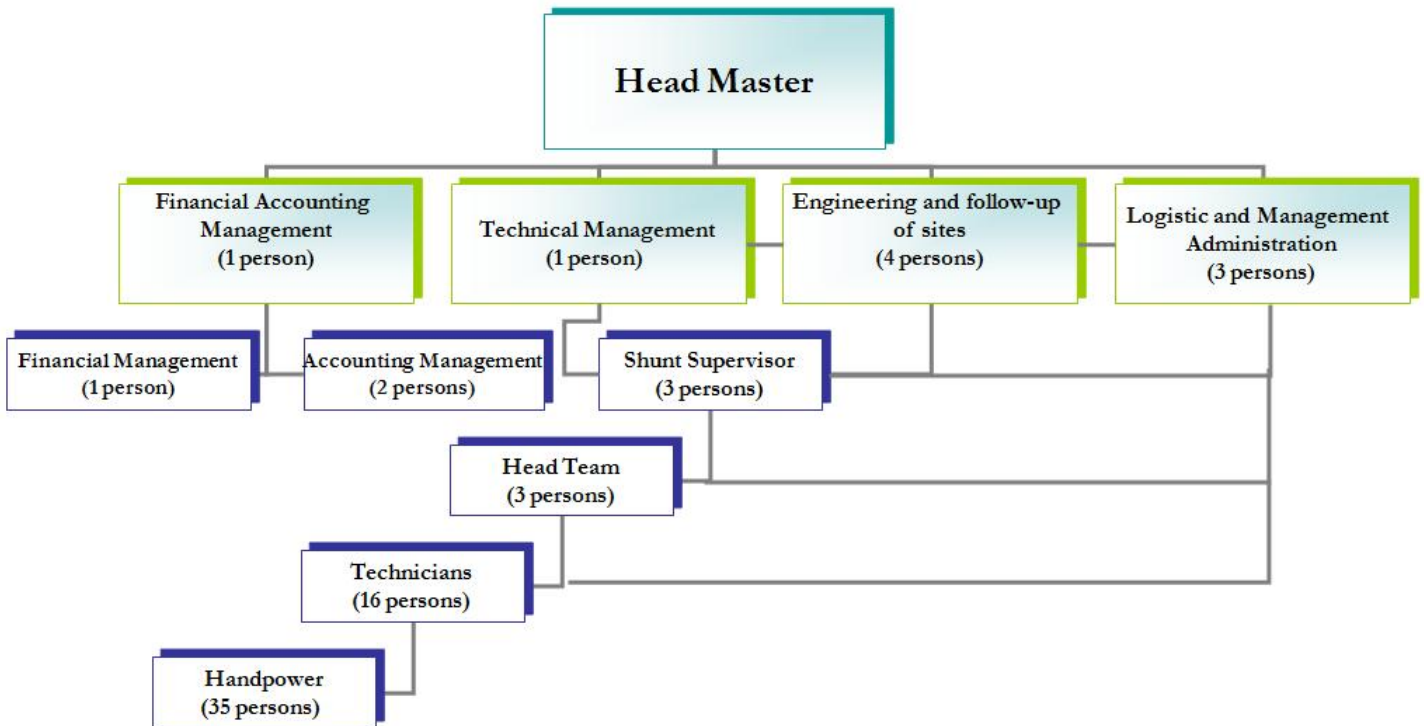 Head Master
Financial Accounting
Management
(1 person)
Technical Management
(1 person)
Engineering and follow-up
of sites
(4 persons)
Logistic and Management
Administration
(3 persons)
Financial Management
(1 person)
Accounting Management
(2 persons)
Shunt Supervisor
(3 persons)
Head Team
(3 persons)
Technicians
(16 persons)
Handpower
(35 persons)